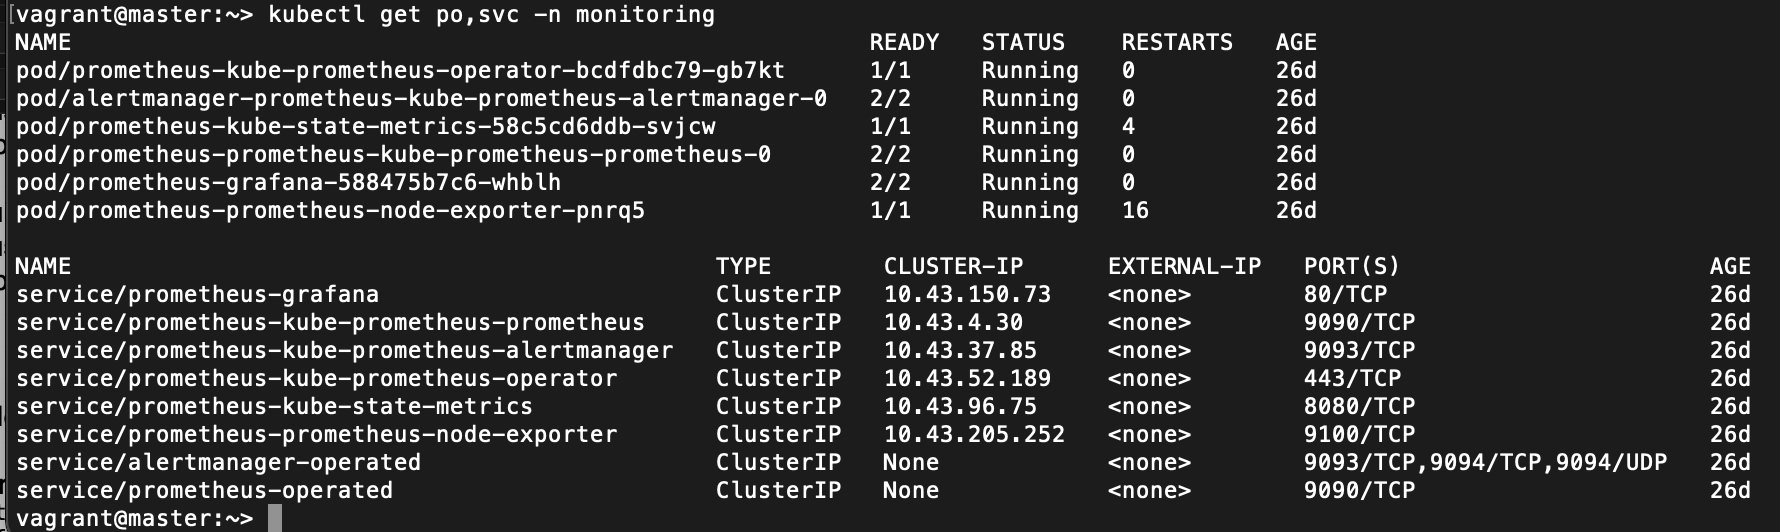 [vagrant@master:~> kubectl get po,svc -n monitoring
NAME READY STATUS RESTARTS AGE
pod/prometheus-kube-prometheus-operator-bcdfdbc79-gb7kt 1/1 Running 0 26d
pod/alertmanager-prometheus-kube-prometheus-alertmanager-0 2/2 Running 0 26d
pod/prometheus-kube-state-metrics-58c5cd6ddb-svjcw 1/1 Running 4 26d
pod/prometheus-prometheus-kube-prometheus-prometheus-0 2/2 Running 0 26d
pod/prometheus-grafana-588475b7c6-whblh 2/2 Running 0 26d
pod/prometheus-prometheus-node-exporter-pnrq5 1/1 Running 16 26d
NAME TYPE CLUSTER-IP EXTERNAL-IP PORT(S) AGE
service/prometheus-grafana ClusterIP 10.43.150.73 <none> 80/TCP 26d
service/prometheus-kube-prometheus-prometheus ClusterIP 10.43.4.30 <none> 9090/TCP 26d
service/prometheus-kube-prometheus-alertmanager ClusterIP 10.43.37.85 <none> 9093/TCP 26d
service/prometheus-kube-prometheus-operator ClusterIP 10.43.52.189 <none> 443/TCP 26d
service/prometheus-kube-state-metrics ClusterIP 10.43.96.75 <none> 8080/TCP 26d
service/prometheus-prometheus-node-exporter ClusterIP 10.43.205.252 <none> 9100/TCP 26d
service/alertmanager-operated ClusterIP None <none> 9093/TCP,9094/TCP,9094/UDP 26d
service/prometheus-operated ClusterIP None <none> 9090/TCP 26d
vagrant@master:~>